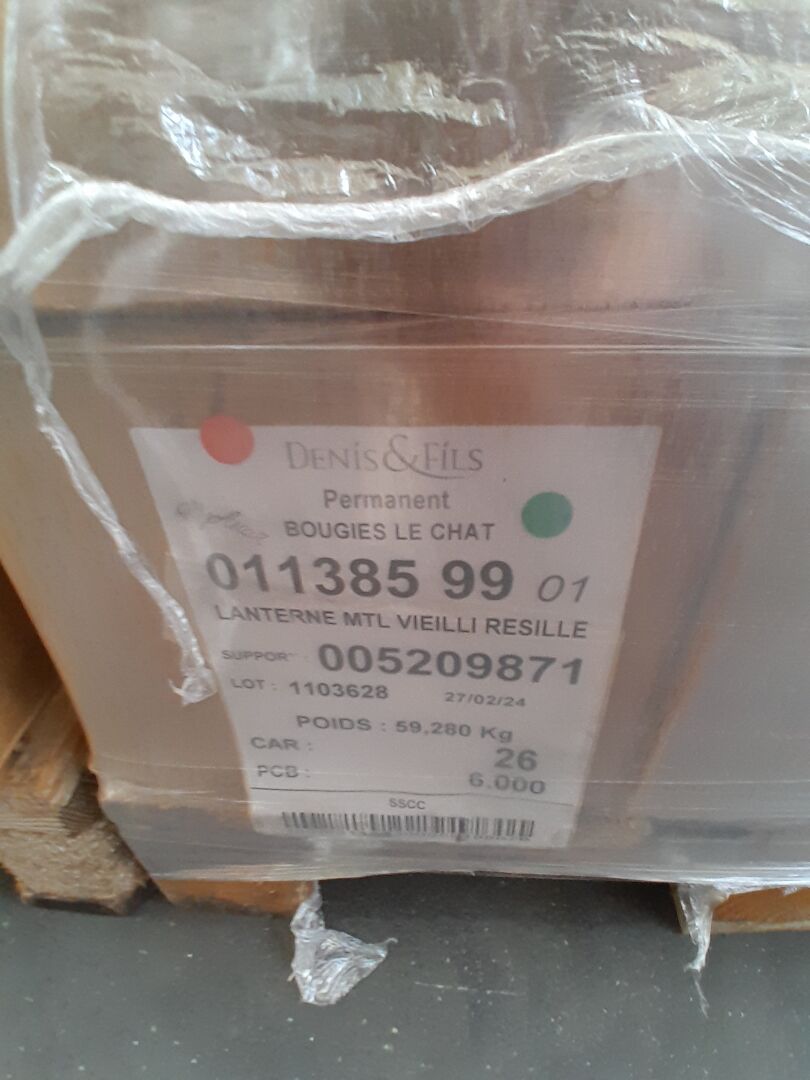 DENIS & FILS
Permanent
BOUGIES LE CHAT
011385 99 01
LANTERNE MTL VIEILLI RESILLE
SUPPORT : 005209871
LOT : 1103628 27/02/24
POIDS : 59,280 Kg
CAR : 26
PCB : 6.000
SSCC